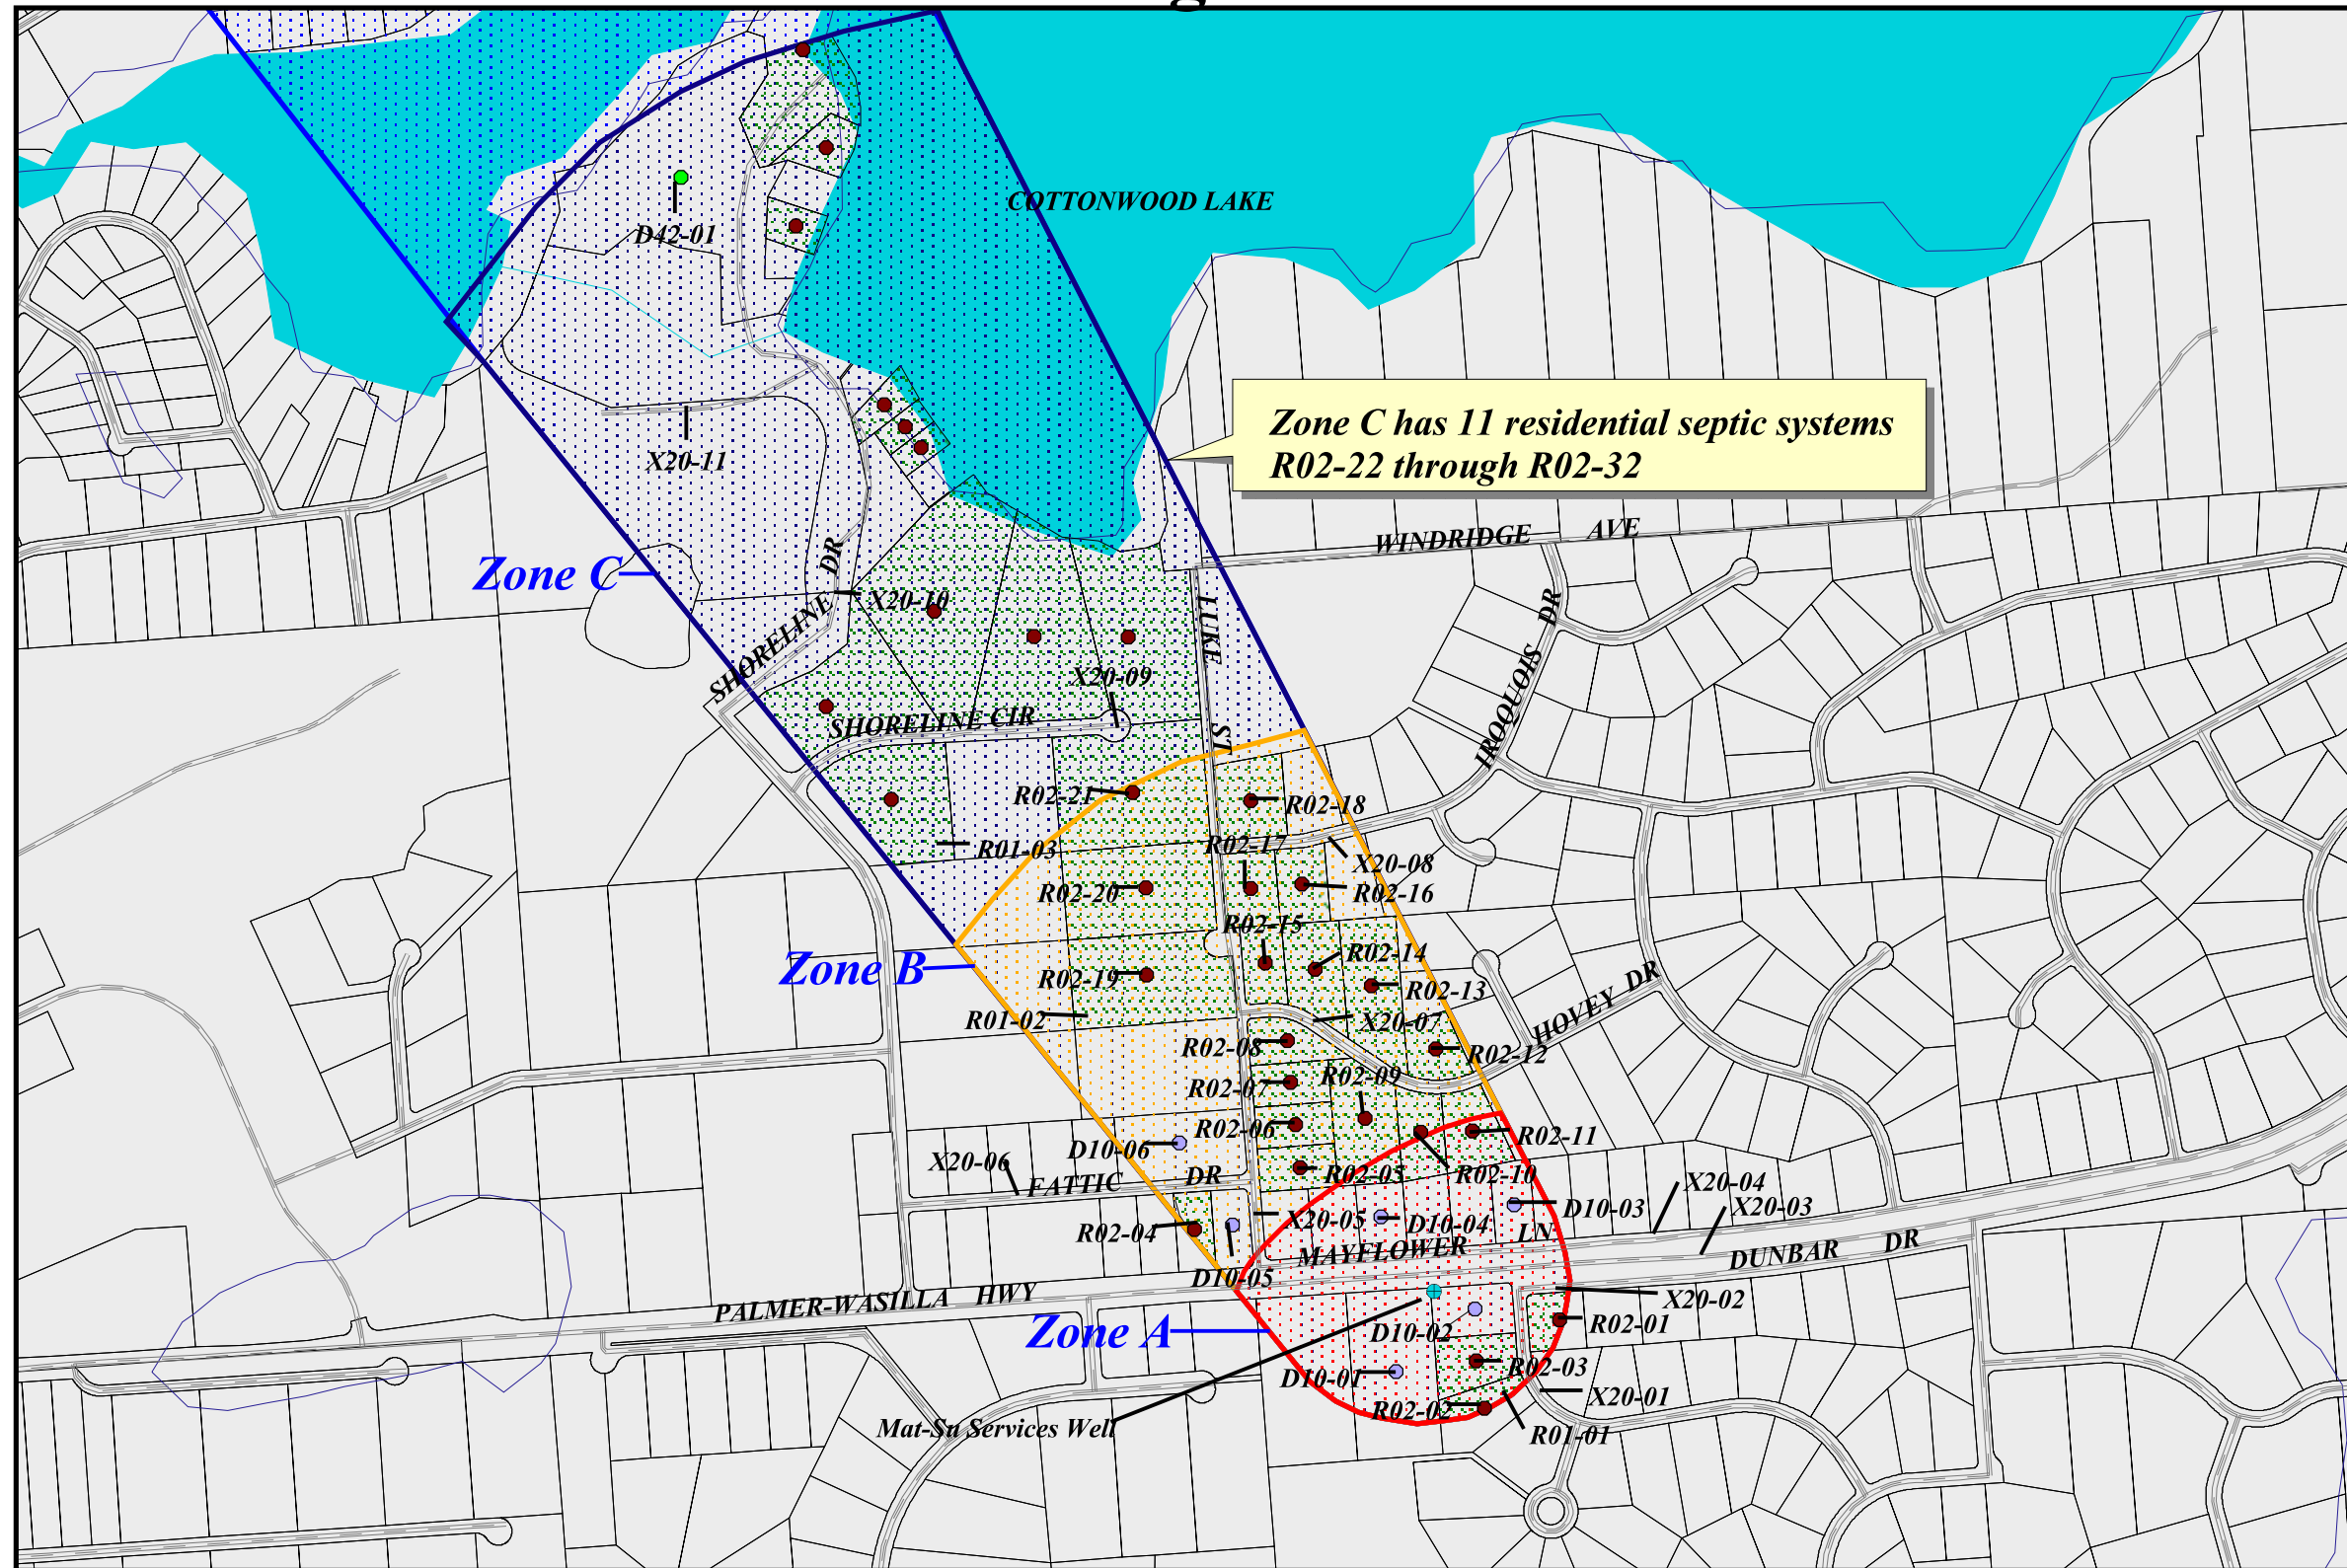 COTTONWOOD LAKE
D42-01
Zone C has 11 residential septic systems
R02-22 through R02-32
X20-11
WINDRIDGE AVE
Zone C
SHORELINE DR
X20-10
LUKE ST
IROQUOIS DR
X20-09
SHORELINE CIR
R02-21
R02-18
R01-03
R02-17
X20-08
R02-20
R02-16
R02-15
R02-14
Zone B
R02-19
R02-13
R01-02
X20-07
HOVEY DR
R02-08
R02-12
R02-07
R02-09
R02-06
R02-11
D10-06
X20-06
R02-05
R02-10
FATTIC DR
X20-04
X20-03
D10-03
X20-05
D10-04
R02-04
MAYFLOWER LN
DUNBAR DR
D10-05
PALMER-WASILLA HWY
X20-02
Zone A
D10-02
R02-01
D10-01
R02-03
X20-01
R02-02
Mat-Su Services Well
R01-01